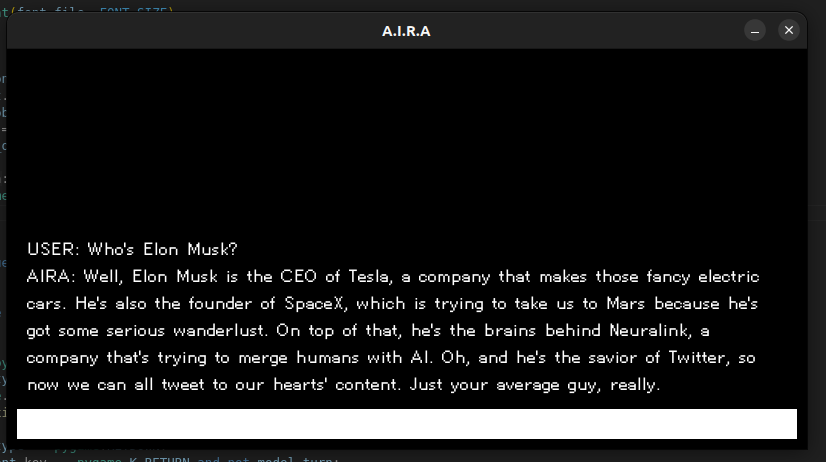 nt(font_file, FONT_SIZE)
A.I.R.A
USER: Who's Elon Musk?
AIRA: Well, Elon Musk is the CEO of Tesla, a company that makes those fancy electric
cars. He's also the founder of SpaceX, which is trying to take us to Mars because he's
got some serious wanderlust. On top of that, he's the brains behind Neuralink, a
company that's trying to merge humans with AI. Oh, and he's the savior of Twitter, so
now we can all tweet to our hearts' content. Just your average guy, really.
pygame.K_RETURN and not model_turn: